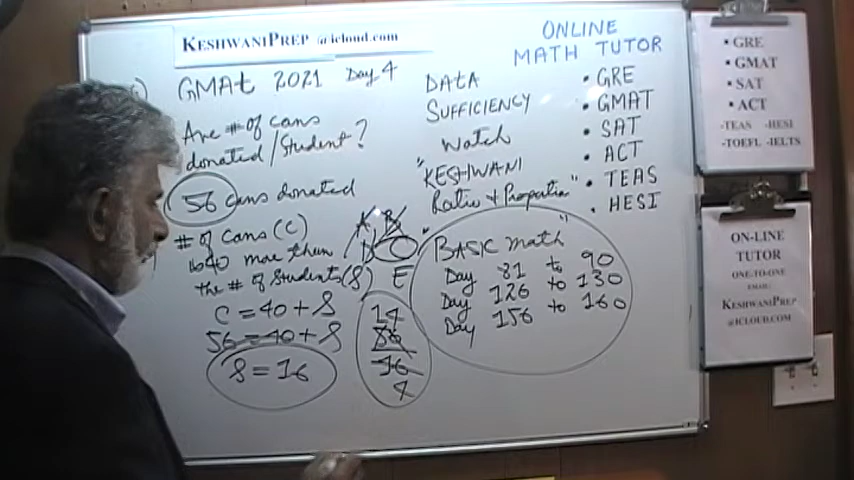 KESHWANIPREP @icloud.com
GMAt 2021 Day 4
Ave # of cans
donated/Student?
56 cans donated
# of Cans (C)
is 40 more than
the # of Students (S)
C = 40 + S
56 = 40 + S
S = 16
A B
D
E
14
56
16
4
DATA
SUFFICIENCY
Watch
"KESHWANI
Ratio & Proportion"
BASIC math
Day 81 to 90
Day 126 to 130
Day 156 to 160
ONLINE
MATH TUTOR
• GRE
• GMAT
• SAT
• ACT
• TEAS
• HESI
• GRE
• GMAT
• SAT
• ACT
-TEAS -HESI
-TOEFL -IELTS
ON-LINE
TUTOR
ONE-TO-ONE
EMAIL:
KESHWANIPREP
@ICLOUD.COM